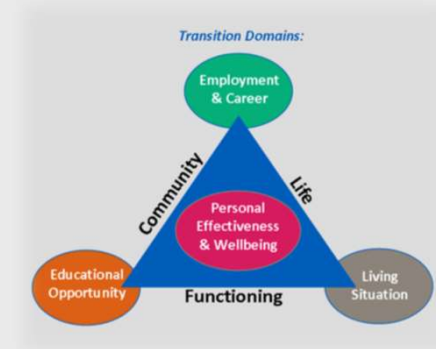 Transition Domains:
Employment
& Career
Community
Life
Personal
Effectiveness
& Wellbeing
Educational
Opportunity
Functioning
Living
Situation